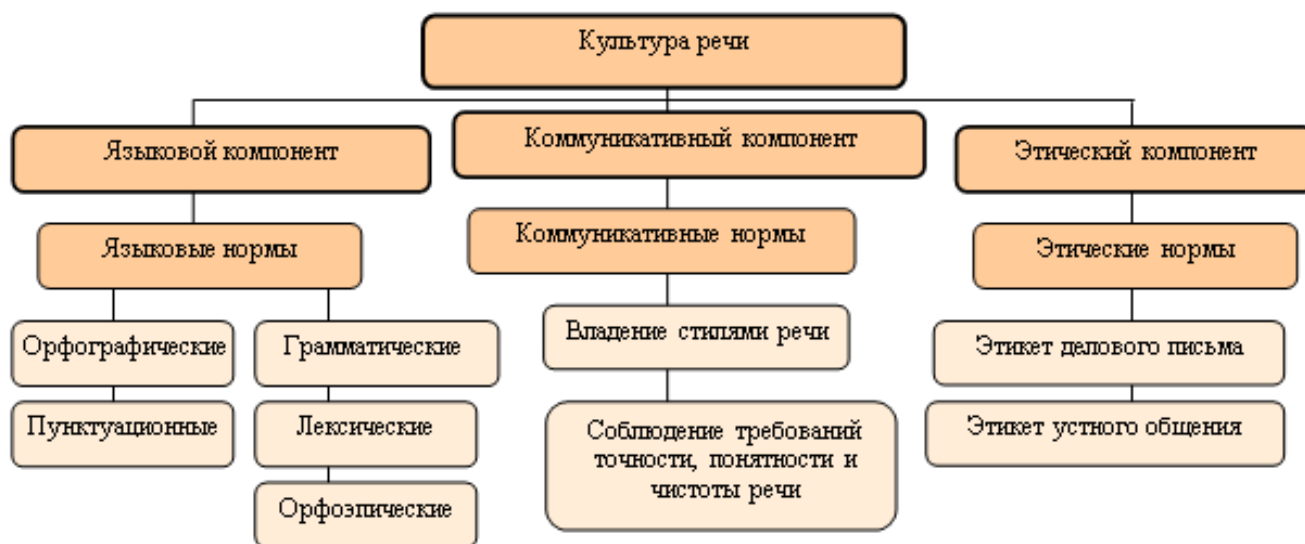 Культура речи
Языковой компонент
Коммуникативный компонент
Этический компонент
Языковые нормы
Коммуникативные нормы
Этические нормы
Орфографические
Грамматические
Владение стилями речи
Этикет делового письма
Пунктуационные
Лексические
Соблюдение требований
точности, понятности и
чистоты речи
Этикет устного общения
Орфоэпические